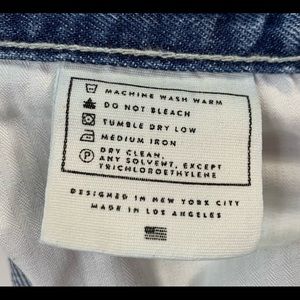 MACHINE WASH WARM
DO NOT BLEACH
TUMBLE DRY LOW
MEDIUM IRON
P DRY CLEAN,
ANY SOLVENT, EXCEPT
TRICHLOROETHYLENE
DESIGNED IN NEW YORK CITY
MADE IN LOS ANGELES